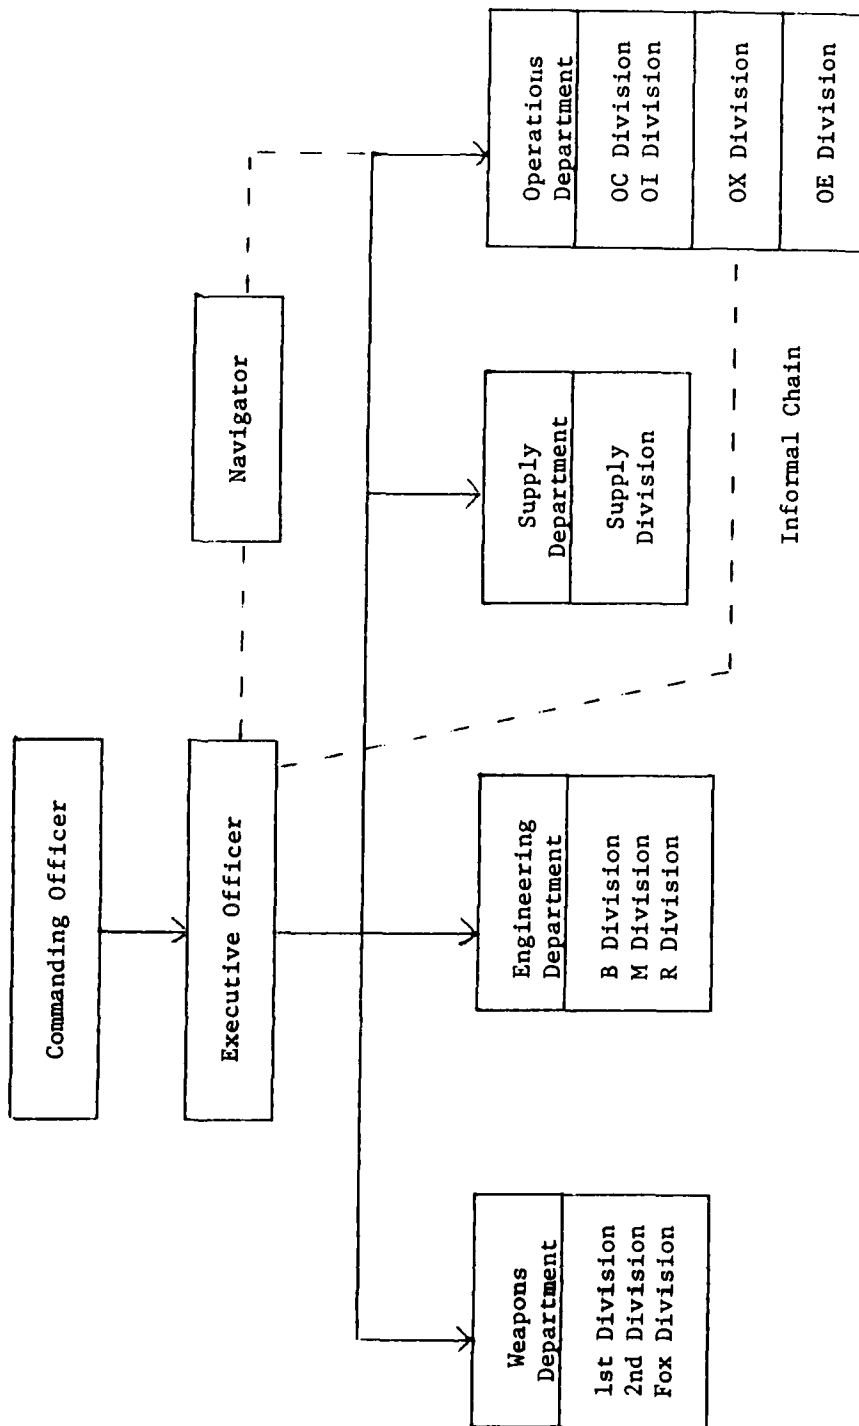 Commanding Officer
Executive Officer
Navigator
Weapons
Department
1st Division
2nd Division
Fox Division
Engineering
Department
B Division
M Division
R Division
Supply
Department
Supply
Division
Operations
Department
OC Division
OI Division
OX Division
OE Division
Informal Chain